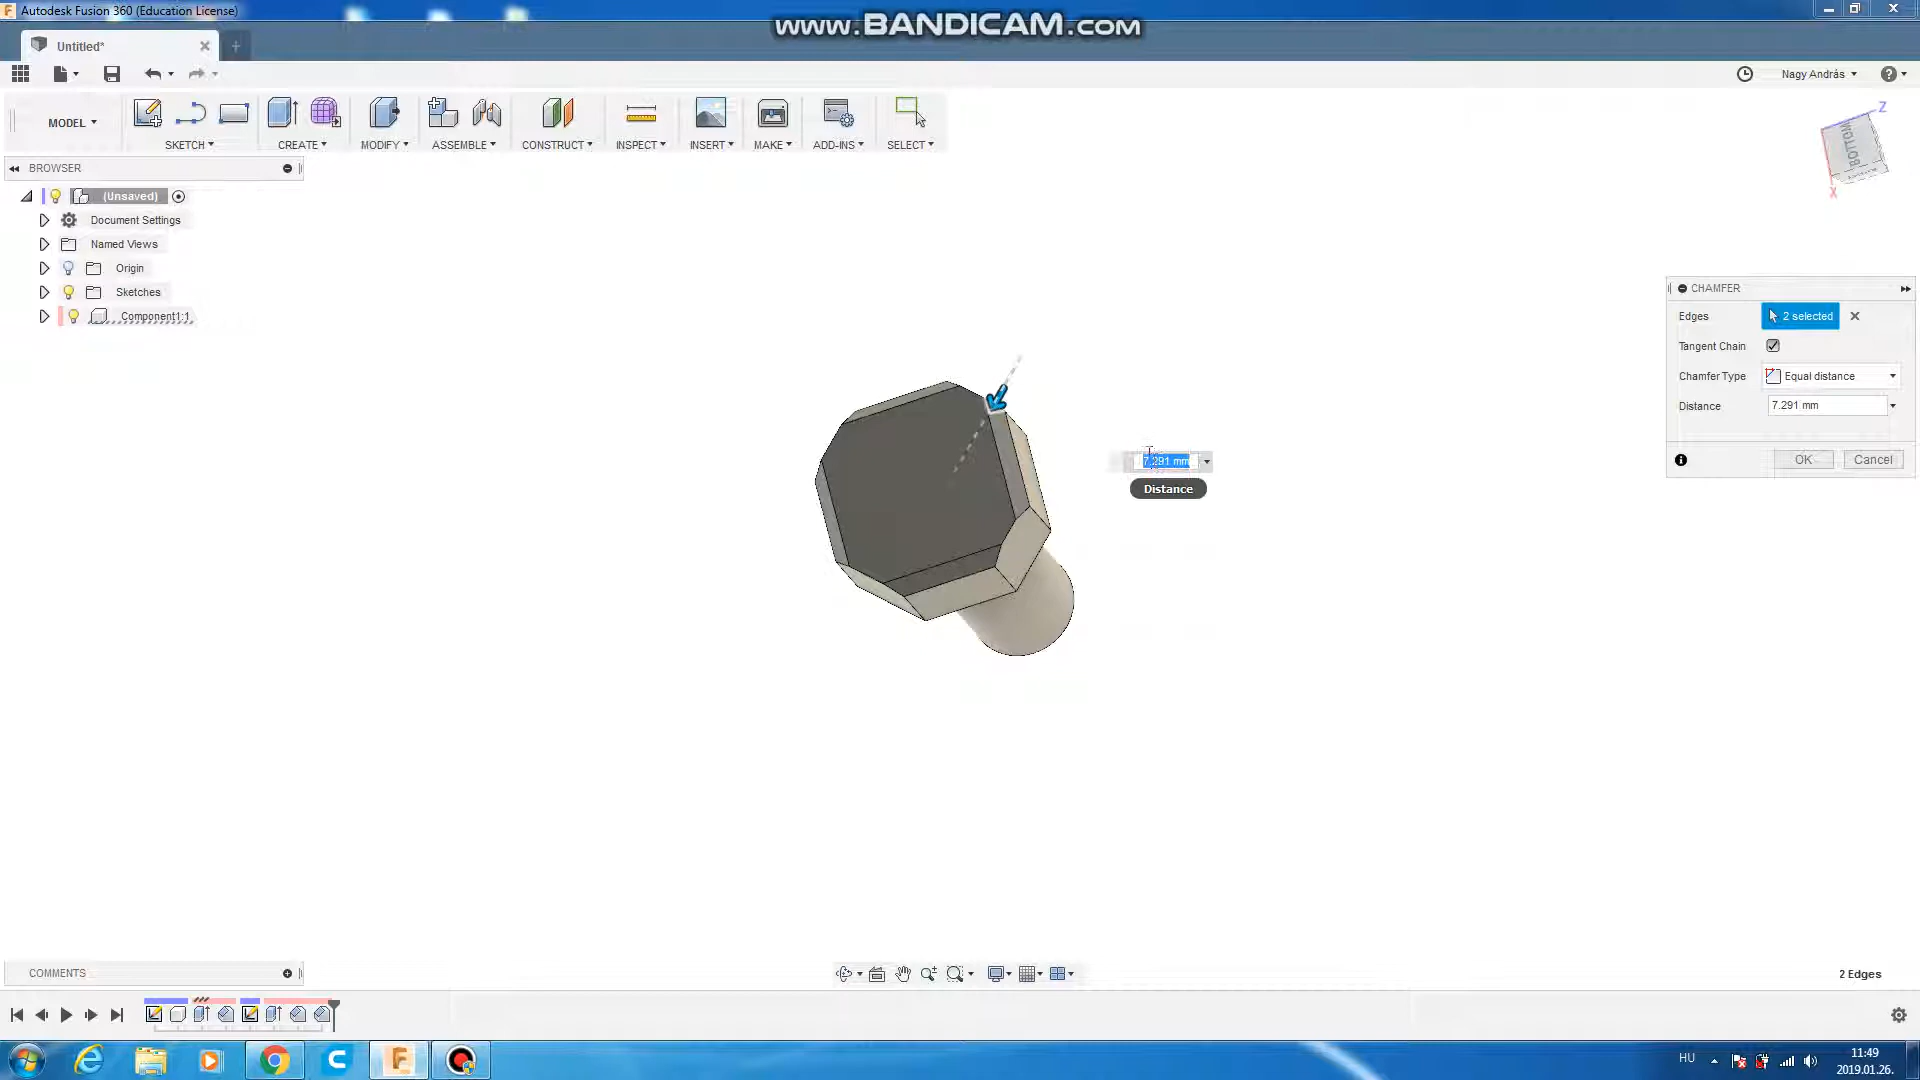 Autodesk Fusion 360 (Education License)
www.BANDICAM.com
Untitled*
Nagy András
MODEL
SKETCH
CREATE
MODIFY
ASSEMBLE
CONSTRUCT
INSPECT
INSERT
MAKE
ADD-INS
SELECT
BROWSER
(Unsaved)
Document Settings
Named Views
Origin
Sketches
Component1:1
Z
BOTTOM
X
CHAMFER
Edges
2 selected
Tangent Chain
Chamfer Type
Equal distance
Distance
7.291 mm
OK
Cancel
7.291 mm
Distance
COMMENTS
2 Edges
HU
11:49
2019.01.26.